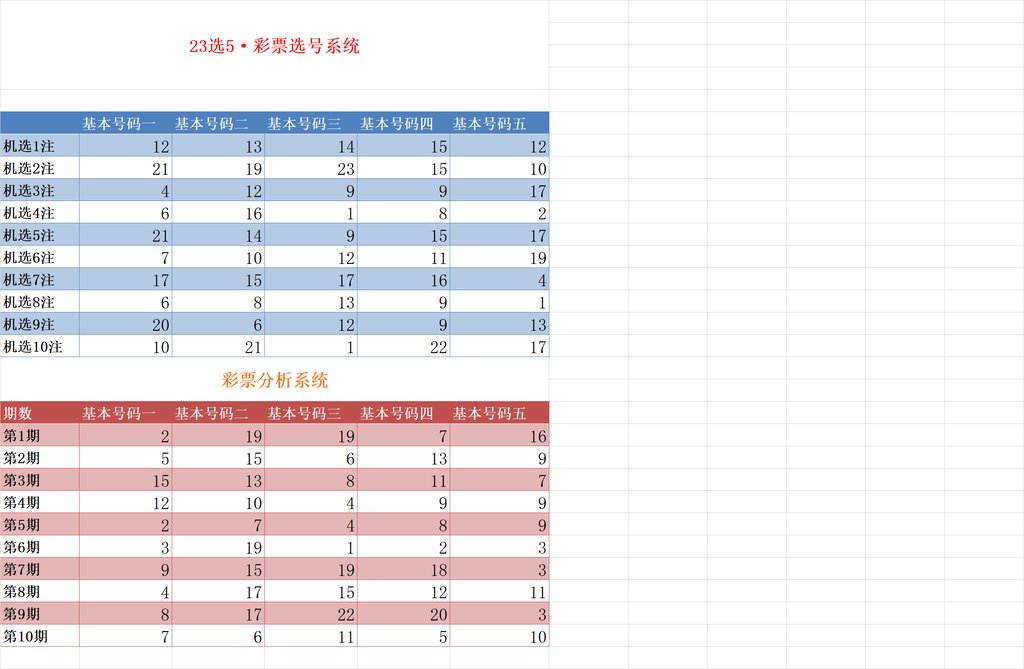 23选5·彩票选号系统
基本号码一 基本号码二 基本号码三 基本号码四 基本号码五
机选1注 12 13 14 15 12
机选2注 21 19 23 15 10
机选3注 4 12 9 9 17
机选4注 6 16 1 8 2
机选5注 21 14 9 15 17
机选6注 7 10 12 11 19
机选7注 17 15 17 16 4
机选8注 6 8 13 9 1
机选9注 20 6 12 9 13
机选10注 10 21 1 22 17
彩票分析系统
期数 基本号码一 基本号码二 基本号码三 基本号码四 基本号码五
第1期 2 19 19 7 16
第2期 5 15 6 13 9
第3期 15 13 8 11 7
第4期 12 10 4 9 9
第5期 2 7 4 8 9
第6期 3 19 1 2 3
第7期 9 15 19 18 3
第8期 4 17 15 12 11
第9期 8 17 22 20 3
第10期 7 6 11 5 10